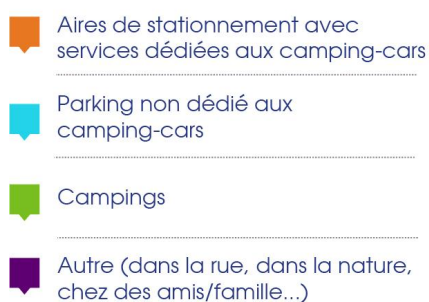 Aires de stationnement avec
services dédiées aux camping-cars
Parking non dédié aux
camping-cars
Campings
Autre (dans la rue, dans la nature,
chez des amis/famille...)